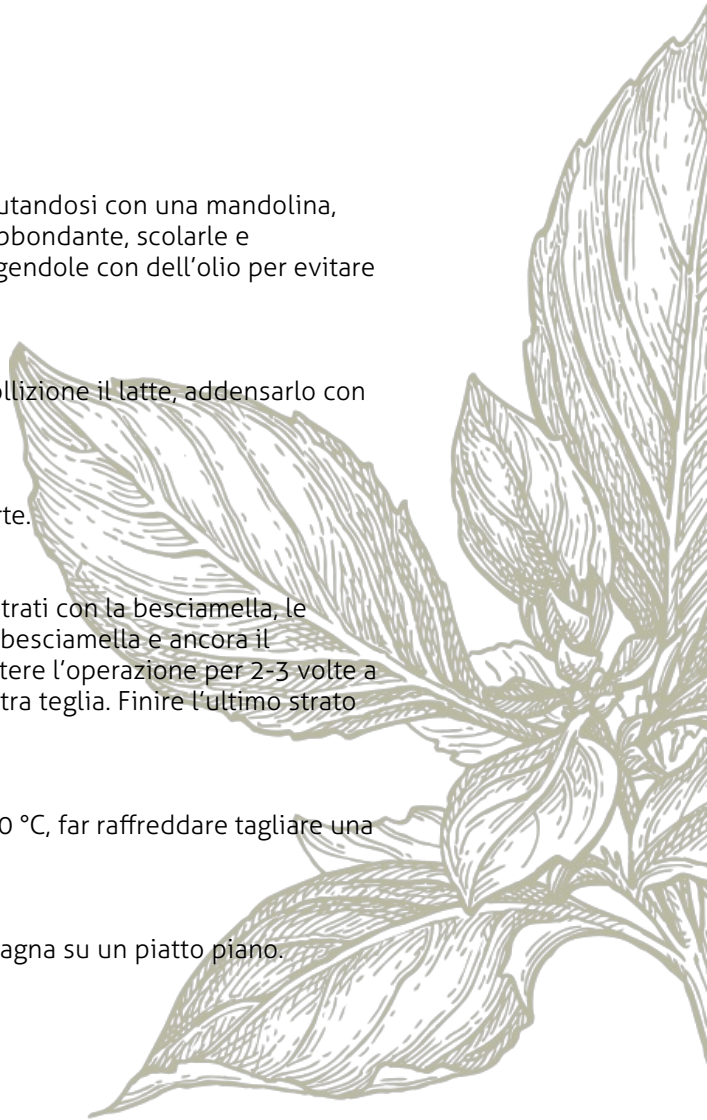 utandosi con una mandolina,
bbondante, scolarle e
gendole con dell'olio per evitare
ollizione il latte, addensarlo con
rte.
trati con la besciamella, le
besciamella e ancora il
tere l'operazione per 2-3 volte a
tra teglia. Finire l'ultimo strato
0 °C, far raffreddare tagliare una
agna su un piatto piano.